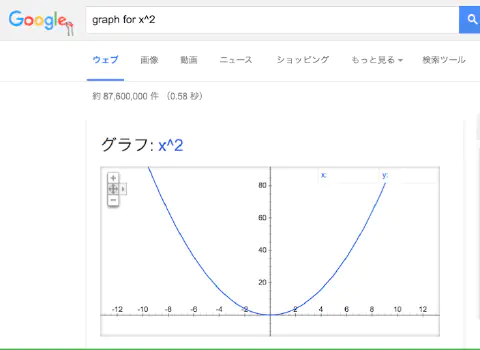 Google
graph for x^2
ウェブ 画像 動画 ニュース ショッピング もっと見る 検索ツール
約 87,600,000 件 （0.58 秒）
グラフ: x^2
x: y:
80
60
40
20
-12 -10 -8 -6 -4 -2 0 2 4 6 8 10 12